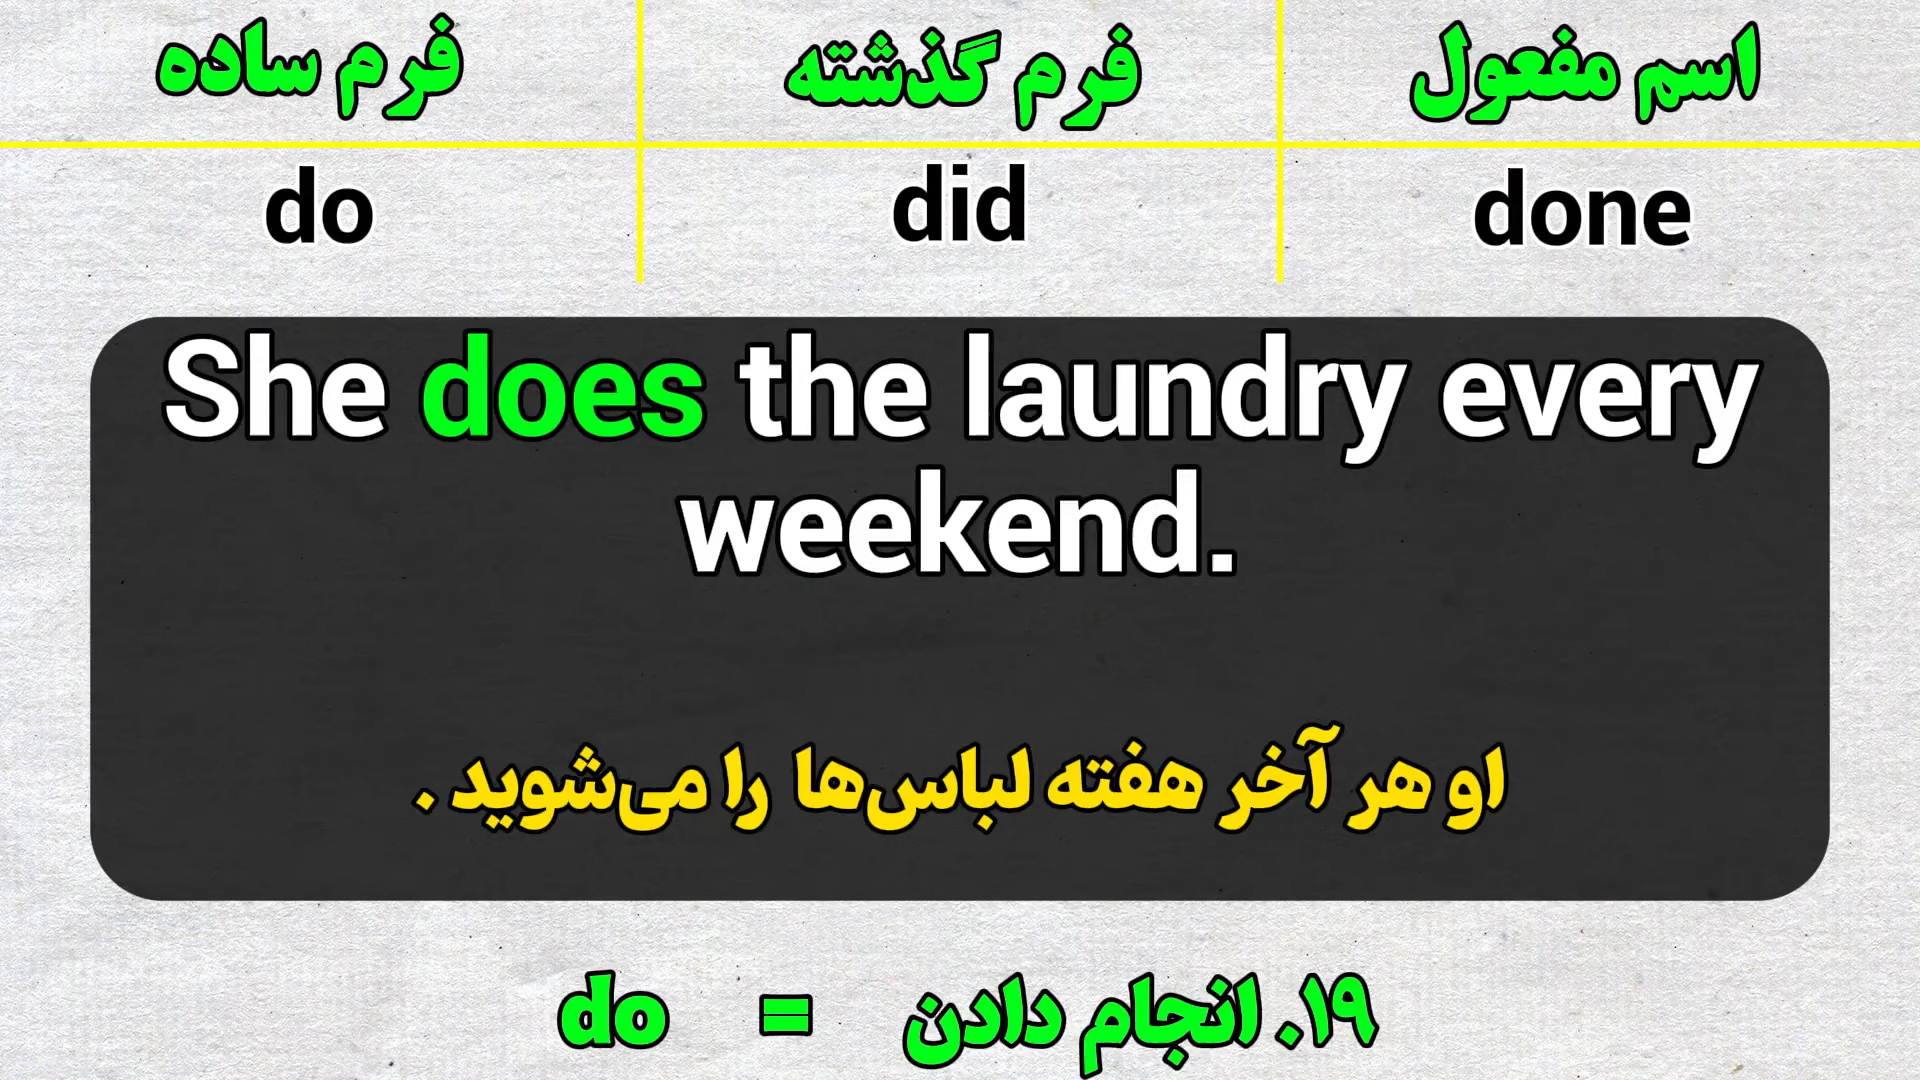 فرم ساده
فرم گذشته
اسم مفعول
do
did
done
She does the laundry every
weekend.
او هر آخر هفته لباس‌ها را می‌شوید .
۱۹. انجام دادن = do